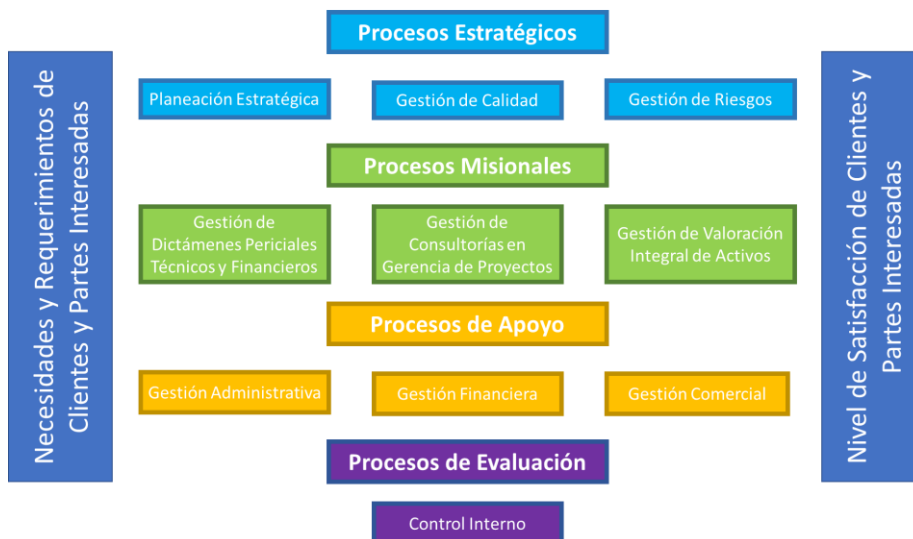 Necesidades y Requerimientos de
Clientes y Partes Interesadas
Procesos Estratégicos
Planeación Estratégica
Gestión de Calidad
Gestión de Riesgos
Procesos Misionales
Gestión de
Dictámenes Periciales
Técnicos y Financieros
Gestión de
Consultorías en
Gerencia de Proyectos
Gestión de Valoración
Integral de Activos
Procesos de Apoyo
Gestión Administrativa
Gestión Financiera
Gestión Comercial
Procesos de Evaluación
Control Interno
Nivel de Satisfacción de Clientes y
Partes Interesadas